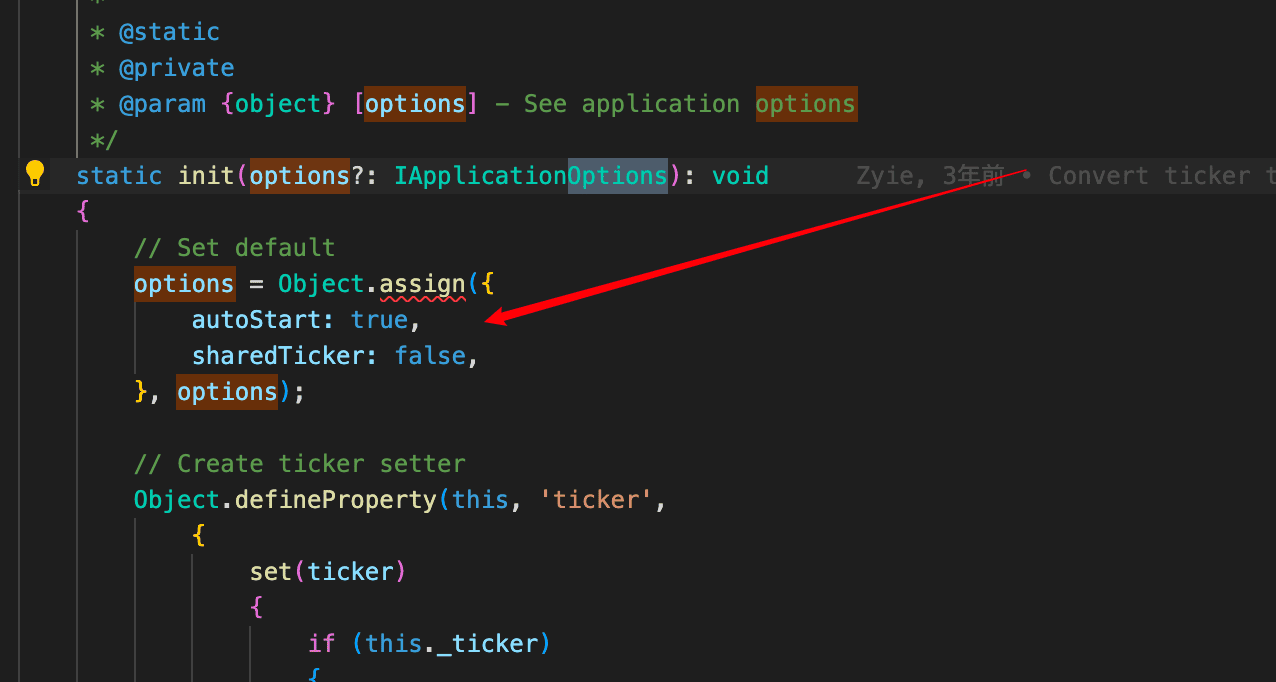 * @static
* @private
* @param {object} [options] - See application options
*/
static init(options?: IApplicationOptions): void Zyie, 3年前 • Convert ticker t
{
// Set default
options = Object.assign({
autoStart: true,
sharedTicker: false,
}, options);
// Create ticker setter
Object.defineProperty(this, 'ticker',
{
set(ticker)
{
if (this._ticker)
{